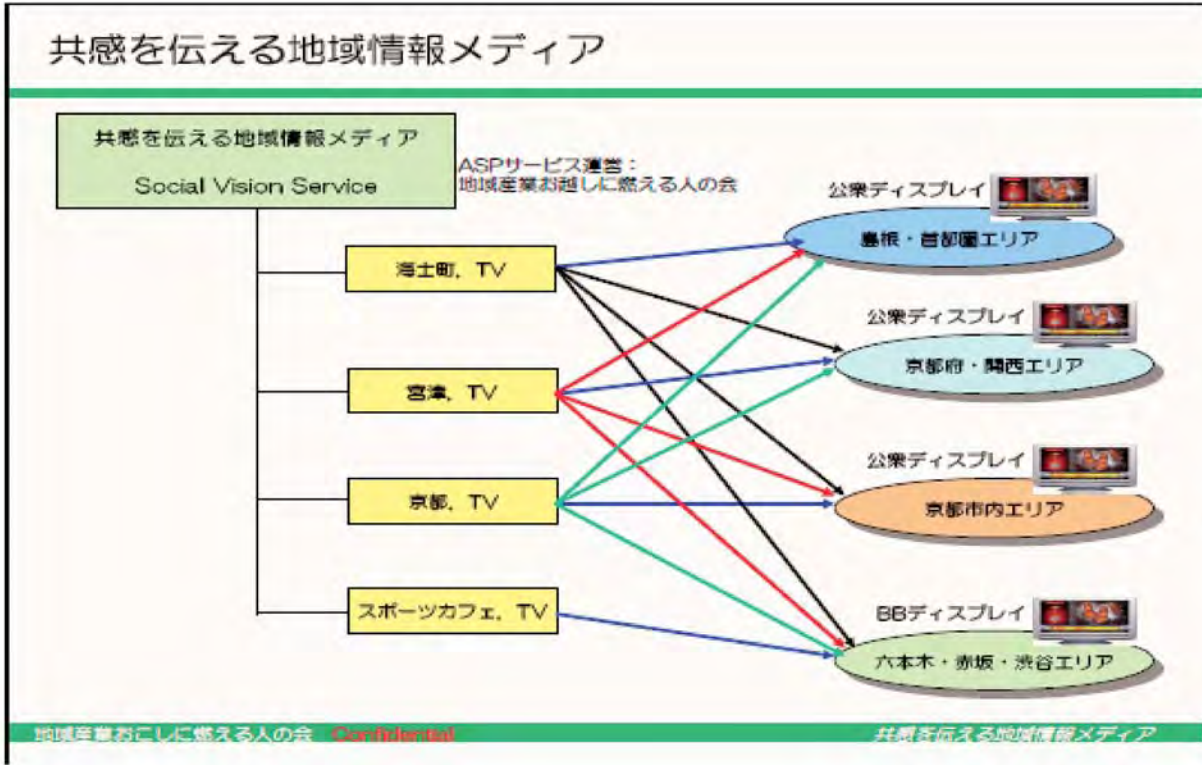 共感を伝える地域情報メディア
共感を伝える地域情報メディア
Social Vision Service
ASPサービス運営：
地域産業お越しに燃える人の会
海士町．TV
宮津．TV
京都．TV
スポーツカフェ．TV
公衆ディスプレイ
島根・首都圏エリア
公衆ディスプレイ
京都府・関西エリア
公衆ディスプレイ
京都市内エリア
BBディスプレイ
六本木・赤坂・渋谷エリア
地域産業おこしに燃える人の会 Confidential
共感を伝える地域情報メディア